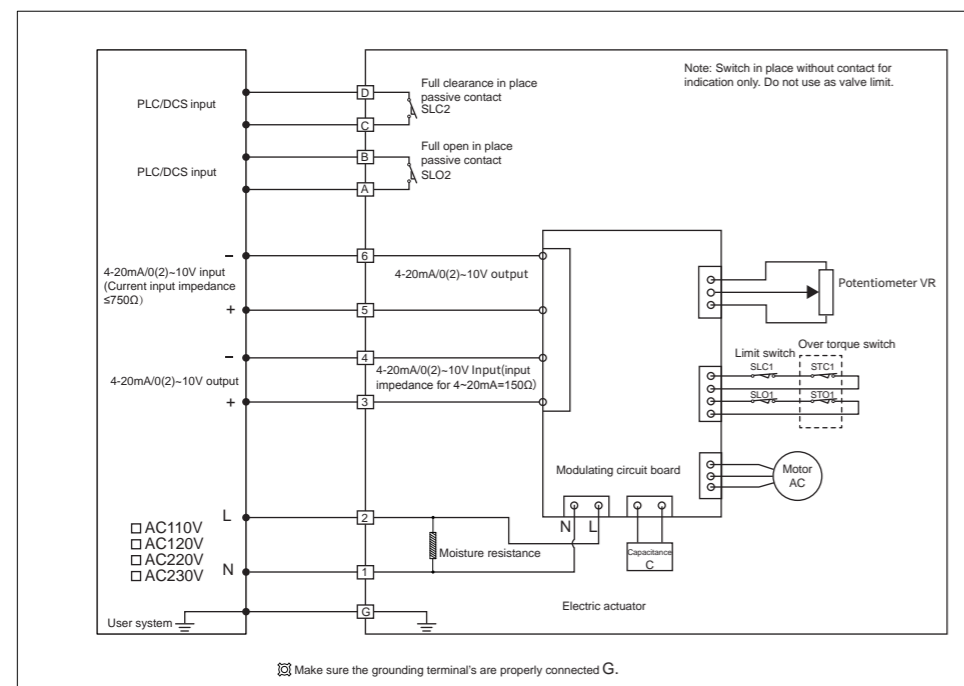 Note: Switch in place without contact for
indication only. Do not use as valve limit.
PLC/DCS input
D
C
Full clearance in place
passive contact
SLC2
PLC/DCS input
B
A
Full open in place
passive contact
SLO2
−
6
4-20mA/0(2)~10V input
(Current input impedance
≤750Ω)
4-20mA/0(2)~10V output
+
5
−
4
4-20mA/0(2)~10V output
4-20mA/0(2)~10V Input(input
impedance for 4~20mA=150Ω)
+
3
Potentiometer VR
Limit switch
Over torque switch
SLC1
STC1
SLO1
STO1
Modulating circuit board
Motor
AC
N
L
Capacitance
C
L
2
AC110V
AC120V
AC220V
AC230V
Moisture resistance
N
1
User system
G
Electric actuator
Make sure the grounding terminal's are properly connected G.